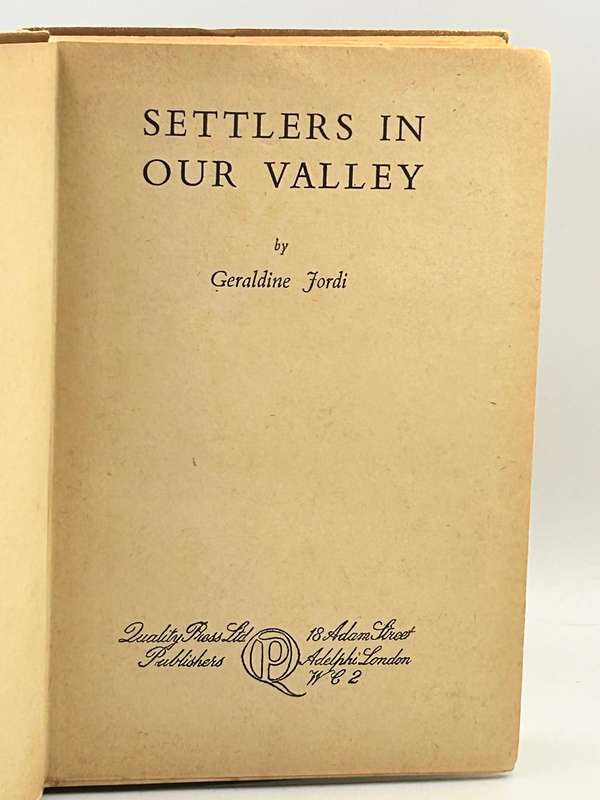 SETTLERS IN
OUR VALLEY
by
Geraldine Jordi
Quality Press Ltd
Publishers
QP
18 Adam Street
Adelphi London
W C 2